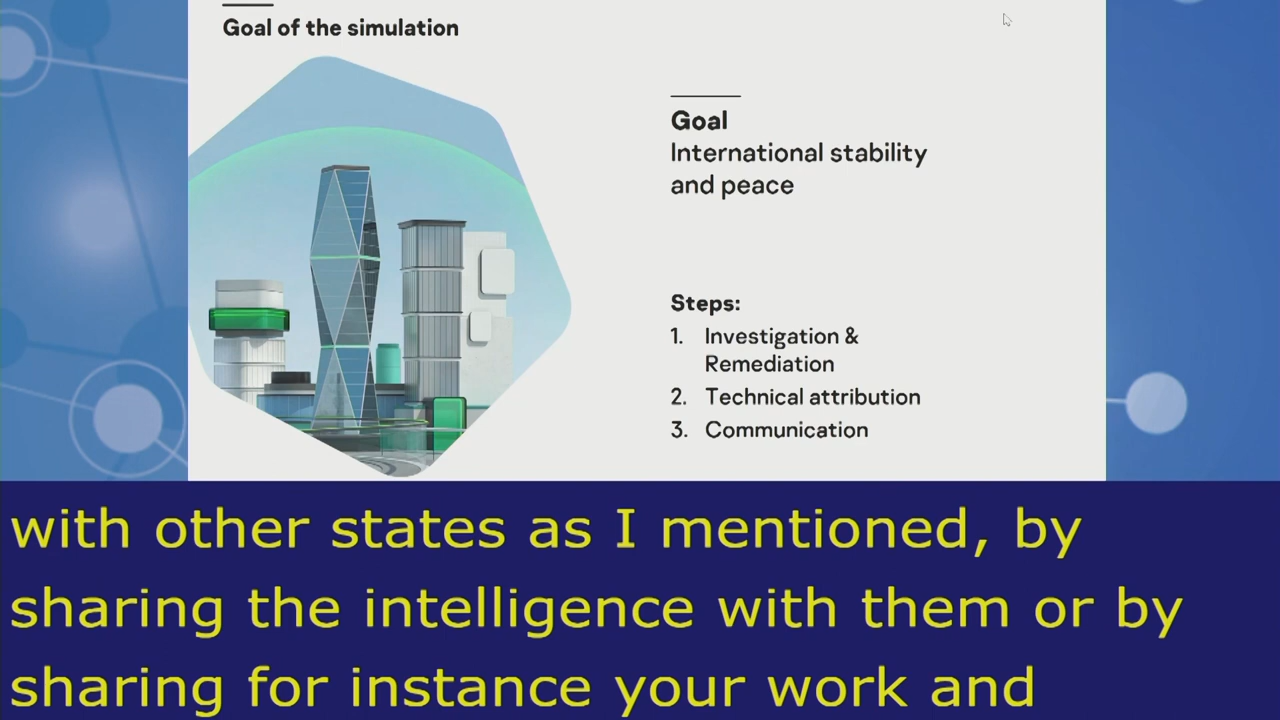 Goal of the simulation
Goal
International stability
and peace
Steps:
1. Investigation &
Remediation
2. Technical attribution
3. Communication
with other states as I mentioned, by
sharing the intelligence with them or by
sharing for instance your work and